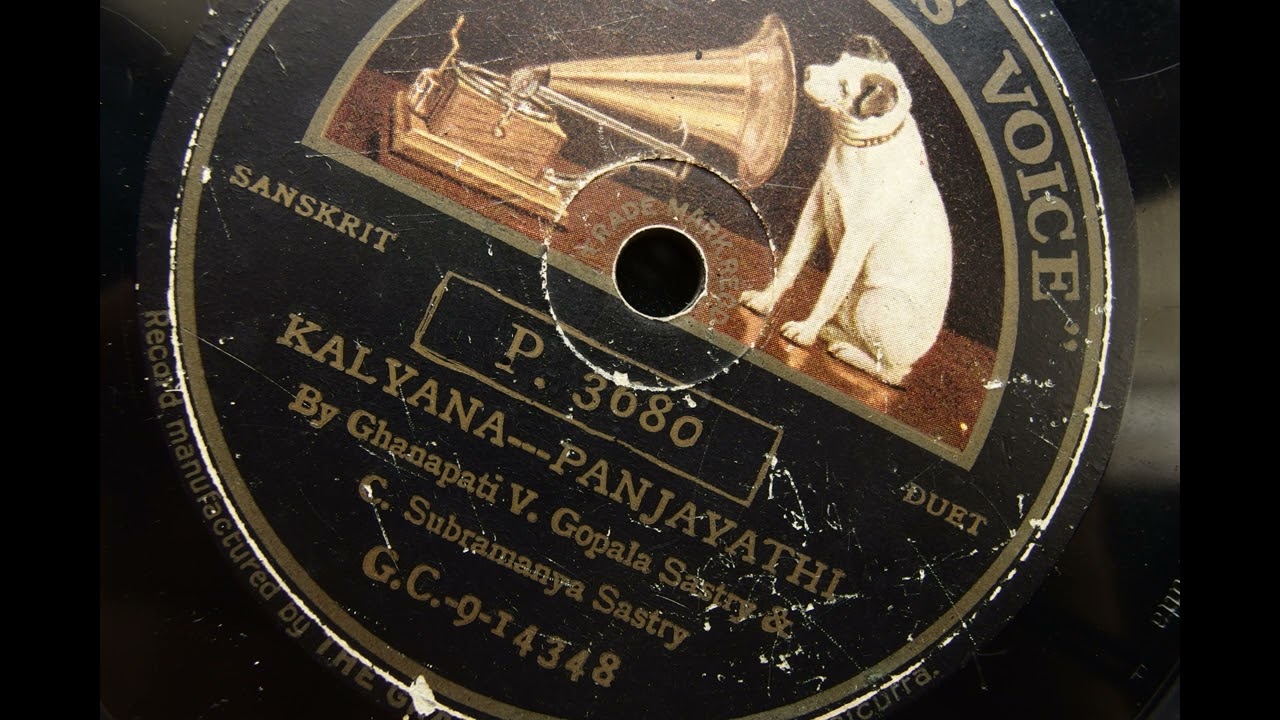 S VOICE"
TRADE MARK REGD
SANSKRIT
DUET
P. 3080
KALYANA---PANJAYATHI
By Ghanapati V. Gopala Sastry &
C. Subramanya Sastry
G.C.-9-14348
Record manufactured by THE